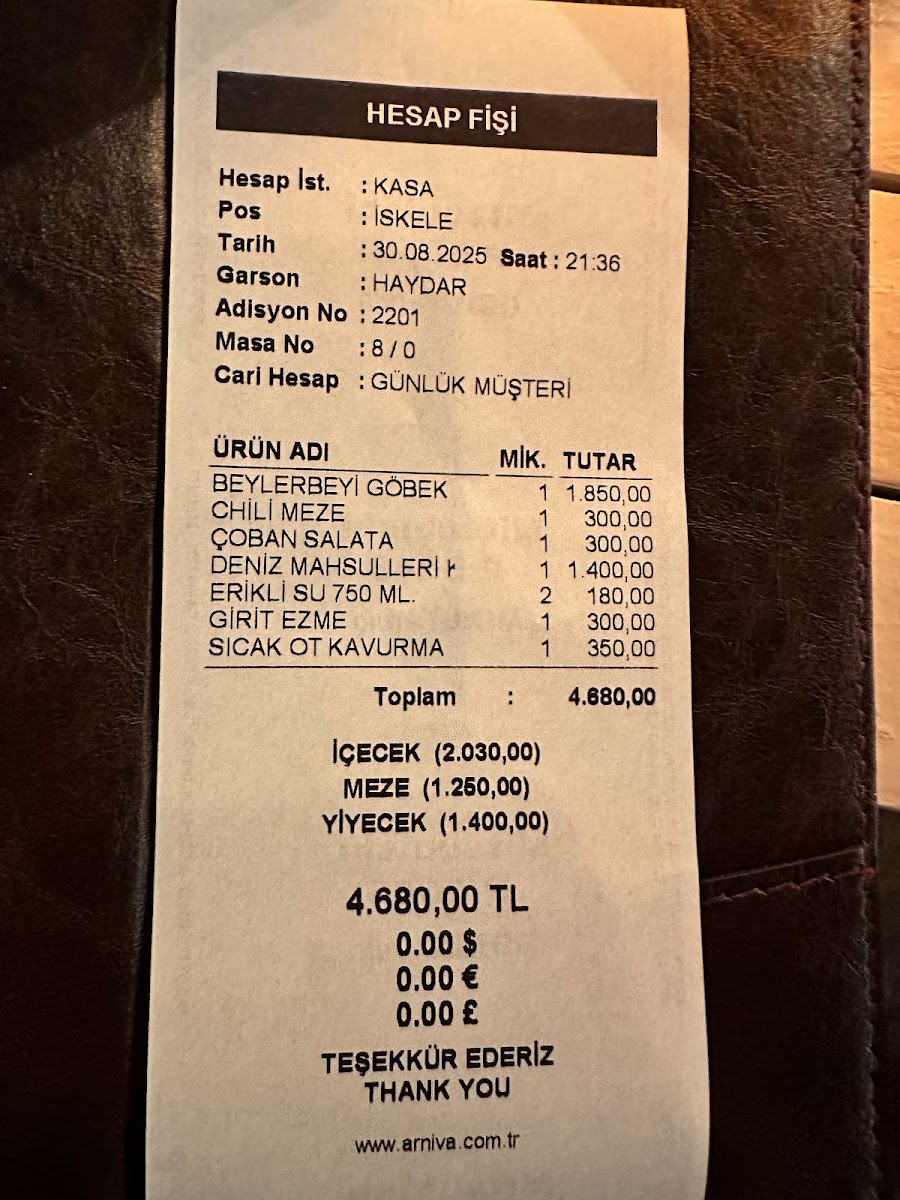 HESAP FİŞİ
Hesap İst. : KASA
Pos : İSKELE
Tarih : 30.08.2025 Saat : 21:36
Garson : HAYDAR
Adisyon No : 2201
Masa No : 8 / 0
Cari Hesap : GÜNLÜK MÜŞTERİ
ÜRÜN ADI MİK. TUTAR
BEYLERBEYİ GÖBEK 1 1.850,00
CHİLİ MEZE 1 300,00
ÇOBAN SALATA 1 300,00
DENİZ MAHSULLERİ 1 1.400,00
ERİKLİ SU 750 ML. 2 180,00
GİRİT EZME 1 300,00
SICAK OT KAVURMA 1 350,00
Toplam : 4.680,00
İÇECEK (2.030,00)
MEZE (1.250,00)
YİYECEK (1.400,00)
4.680,00 TL
0.00 $
0.00 €
0.00 £
TEŞEKKÜR EDERİZ
THANK YOU
www.arniva.com.tr